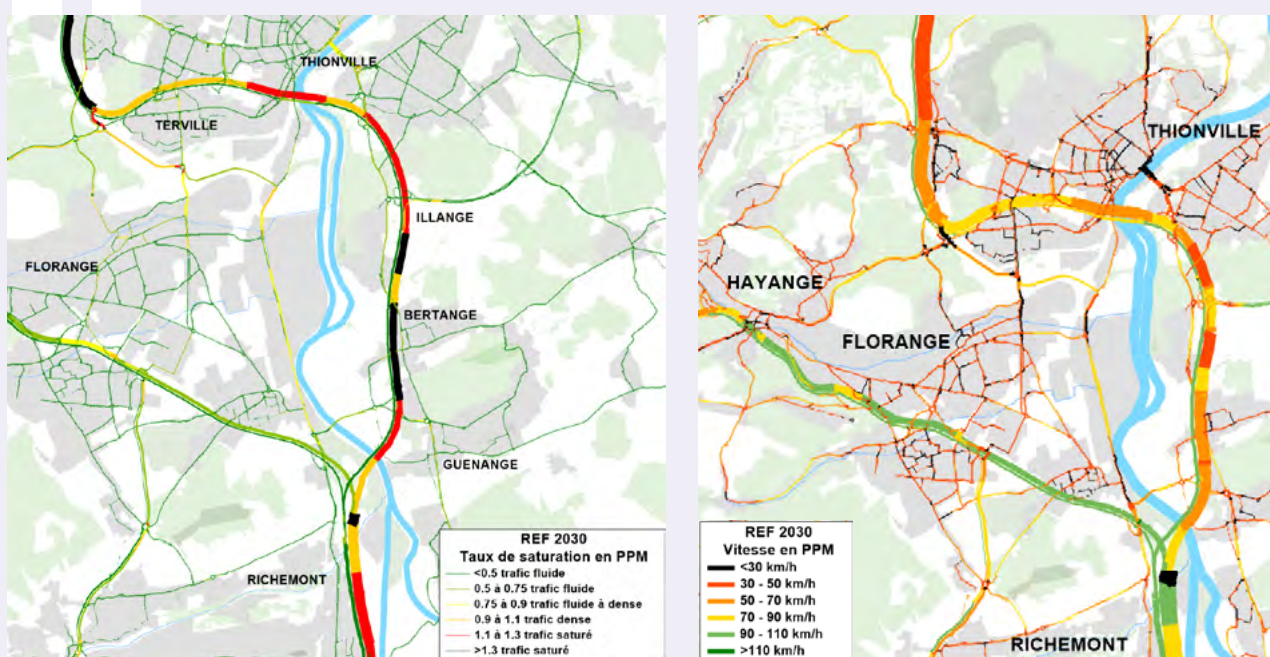 THIONVILLE
TERVILLE
ILLANGE
FLORANGE
BERTANGE
GUENANGE
RICHEMONT
REF 2030
Taux de saturation en PPM
<0.5 trafic fluide
0.5 à 0.75 trafic fluide
0.75 à 0.9 trafic fluide à dense
0.9 à 1.1 trafic dense
1.1 à 1.3 trafic saturé
>1.3 trafic saturé
THIONVILLE
HAYANGE
FLORANGE
REF 2030
Vitesse en PPM
<30 km/h
30 - 50 km/h
50 - 70 km/h
70 - 90 km/h
90 - 110 km/h
>110 km/h
RICHEMONT